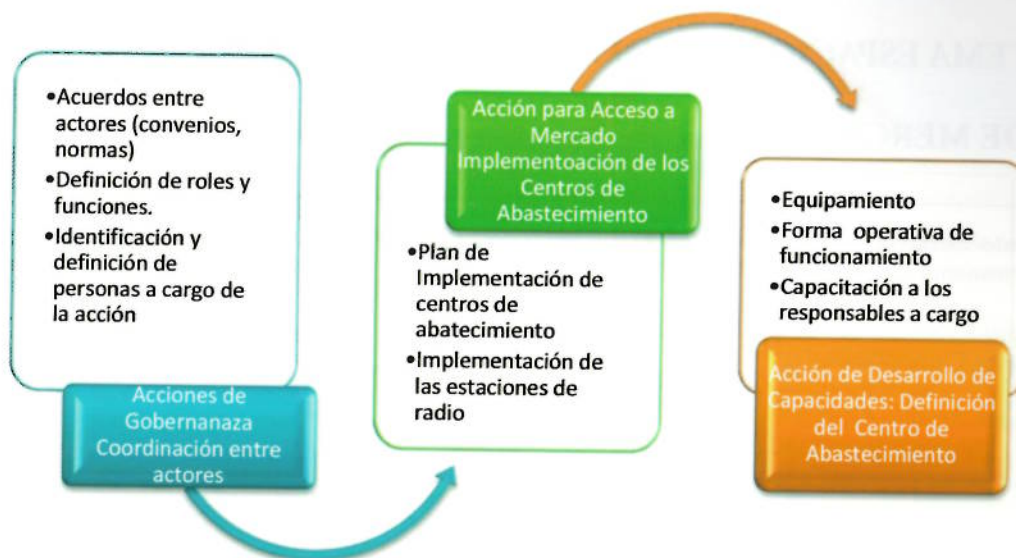 •Acuerdos entre
actores (convenios,
normas)
•Definición de roles y
funciones.
•Identificación y
definición de
personas a cargo de
la acción
Acciones de
Gobernanaza
Coordinación entre
actores
Acción para Acceso a
Mercado
Implementoación de los
Centros de
Abastecimiento
•Plan de
Implementación de
centros de
abatecimiento
•Implementación de
las estaciones de
radio
•Equipamiento
•Forma operativa de
funcionamiento
•Capacitación a los
responsables a cargo
Acción de Desarrollo de
Capacidades: Definición
del Centro de
Abastecimiento